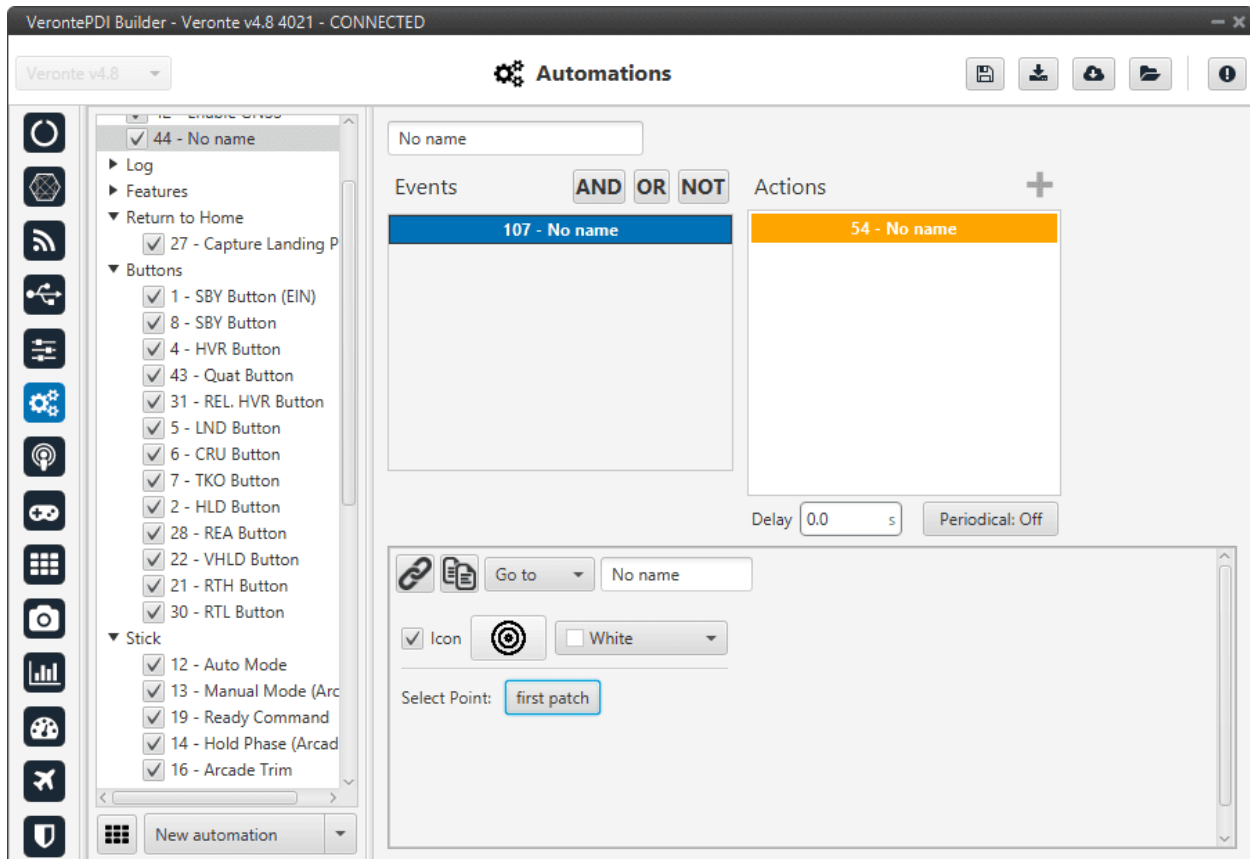 VerontePDI Builder - Veronte v4.8 4021 - CONNECTED
Veronte v4.8
Automations
44 - No name
Log
Features
Return to Home
27 - Capture Landing P
Buttons
1 - SBY Button (EIN)
8 - SBY Button
4 - HVR Button
43 - Quat Button
31 - REL. HVR Button
5 - LND Button
6 - CRU Button
7 - TKO Button
2 - HLD Button
28 - REA Button
22 - VHLD Button
21 - RTH Button
30 - RTL Button
Stick
12 - Auto Mode
13 - Manual Mode (Arc
19 - Ready Command
14 - Hold Phase (Arcad
16 - Arcade Trim
New automation
No name
Events AND OR NOT Actions
107 - No name
54 - No name
Delay 0.0 s Periodical: Off
Go to No name
Icon White
Select Point: first patch